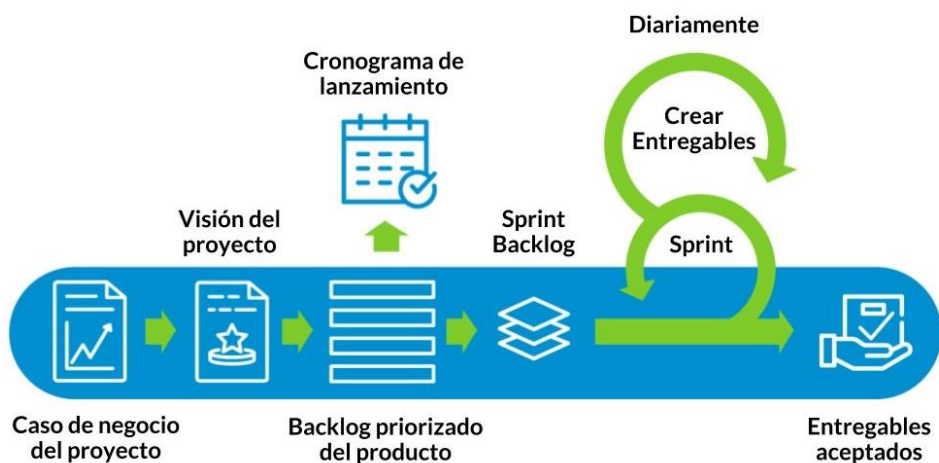 Diariamente
Cronograma de
lanzamiento
Crear
Entregables
Visión del
proyecto
Sprint
Backlog
Sprint
Caso de negocio
del proyecto
Backlog priorizado
del producto
Entregables
aceptados